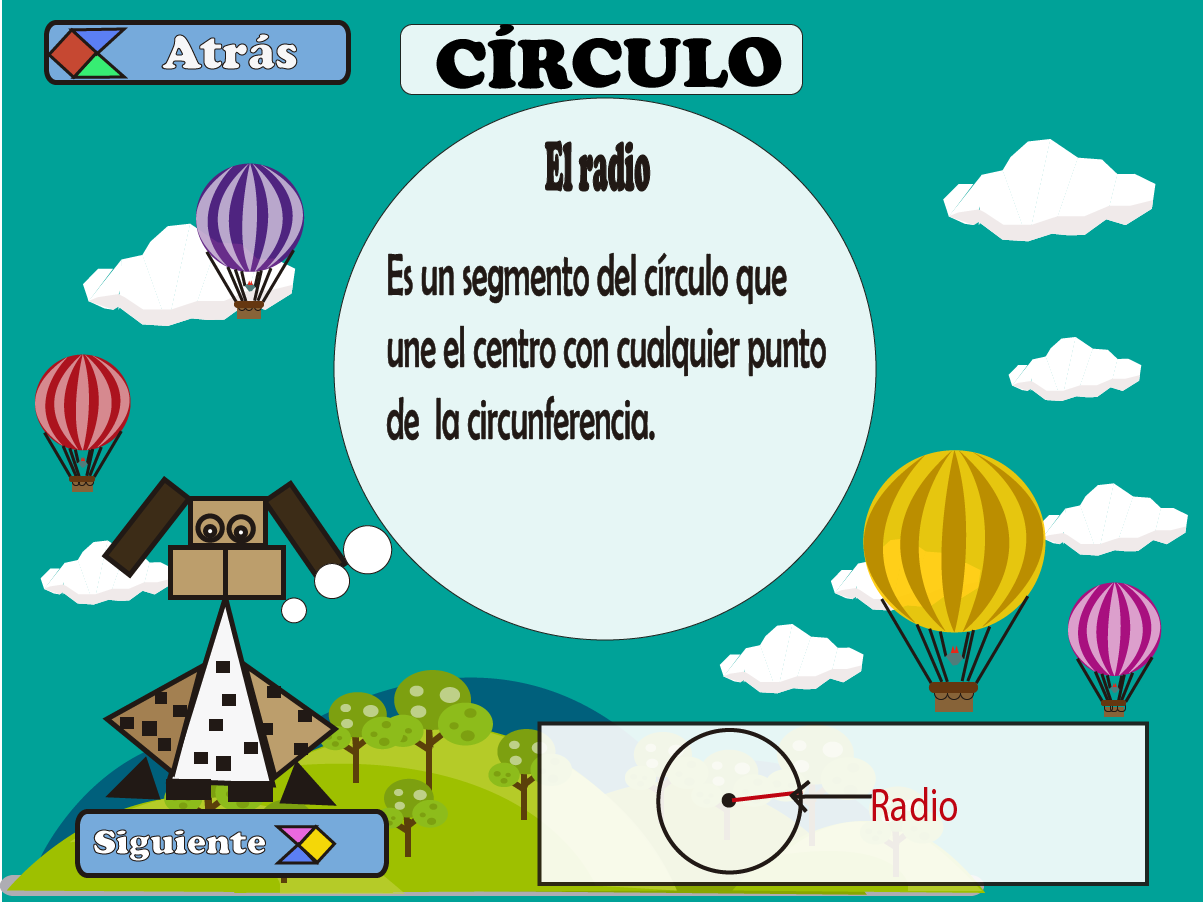 Atrás
CÍRCULO
El radio
Es un segmento del círculo que
une el centro con cualquier punto
de la circunferencia.
Radio
Siguiente